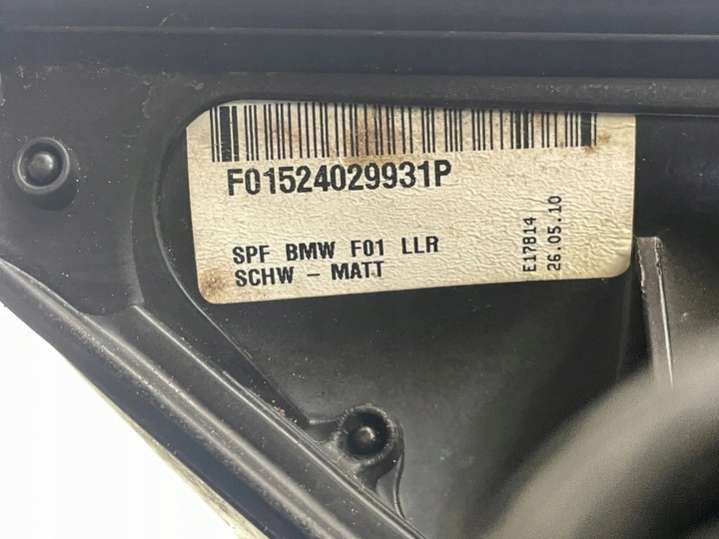 F01524029931P
SPF BMW F01 LLR
SCHW - MATT
E17814
26.05.10